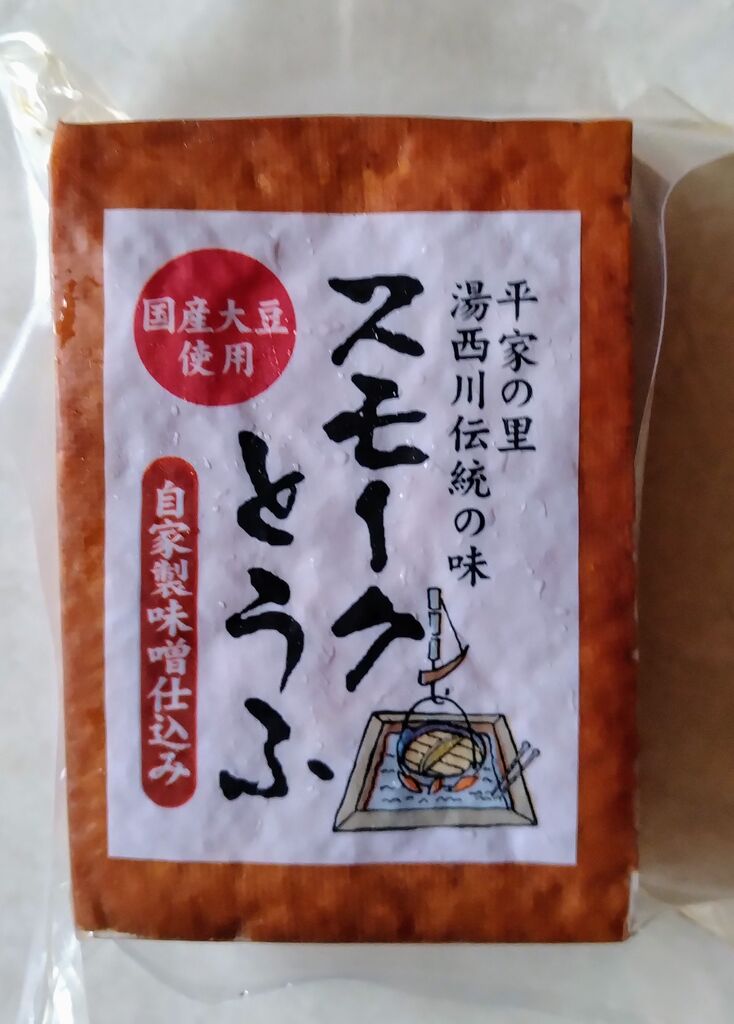 平家の里
湯西川伝統の味
スモーク
とうふ
国産大豆
使用
自家製味噌仕込み